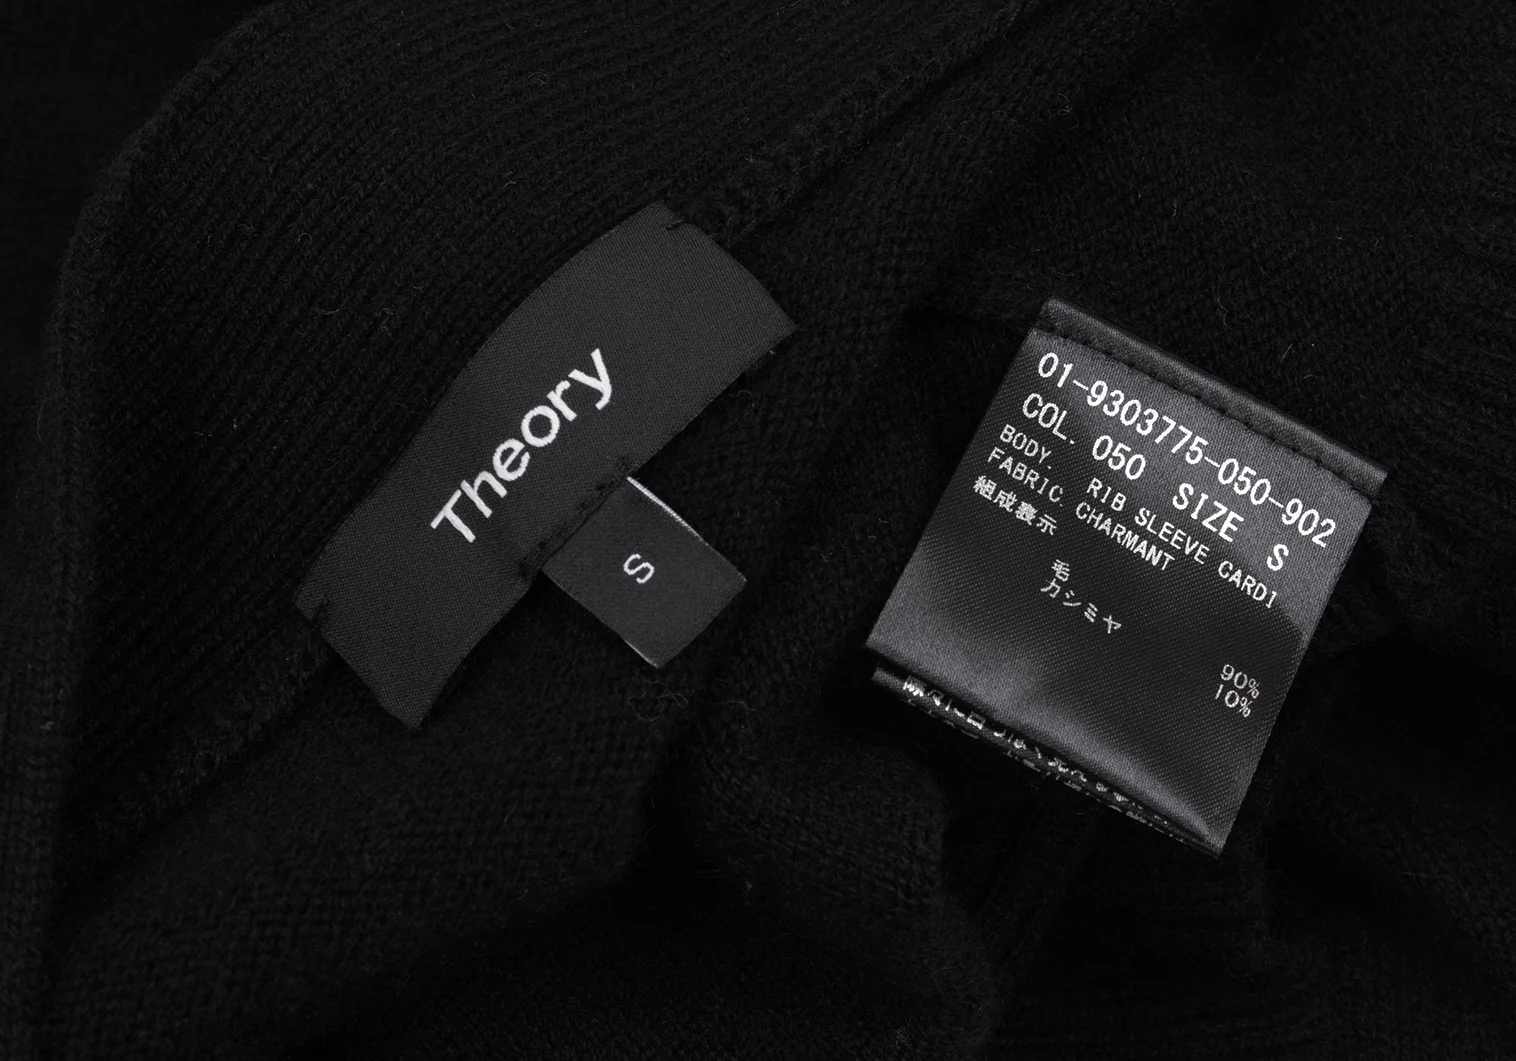 Theory
S
01-9303775-050-902
COL. 050 SIZE S
BODY. RIB SLEEVE CARDI
FABRIC. CHARMANT
組成表示
毛 90%
カシミヤ 10%